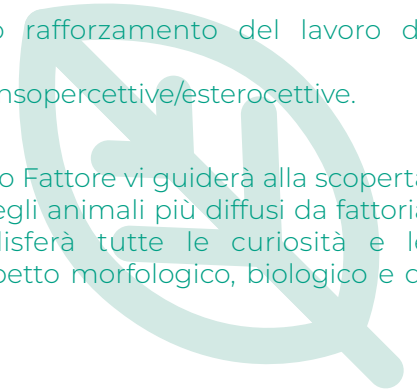 rafforzamento del lavoro d
nsopercettive/esterocettive.
o Fattore vi guiderà alla scoperta
egli animali più diffusi da fattoria
disferà tutte le curiosità e l
petto morfologico, biologico e